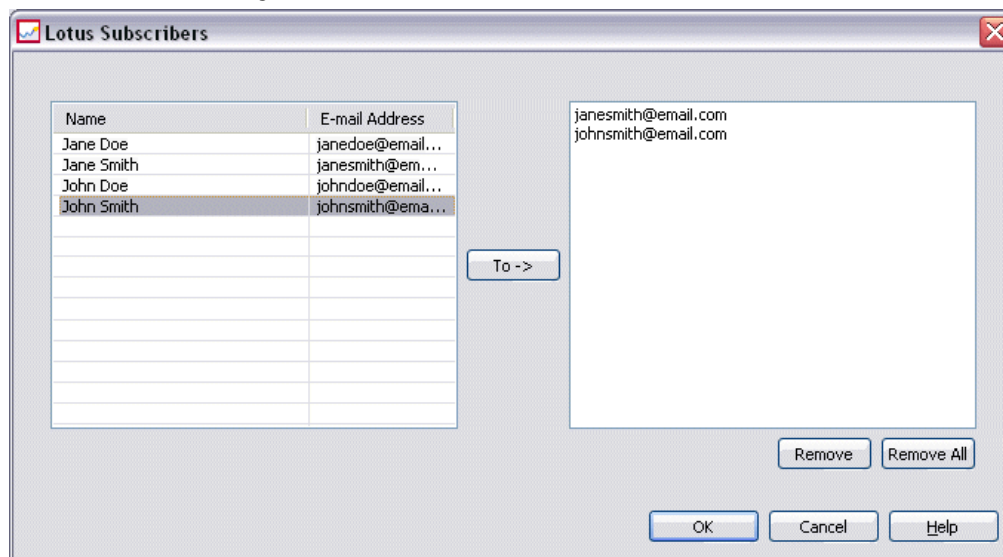 Lotus Subscribers
Name E-mail Address
Jane Doe janedoe@email...
Jane Smith janesmith@em...
John Doe johndoe@email...
John Smith johnsmith@ema...
To ->
janesmith@email.com
johnsmith@email.com
Remove Remove All
OK Cancel Help